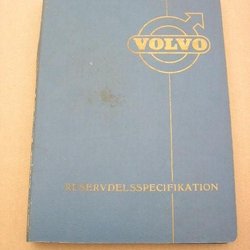 VOLVO
RESERVDELSSPECIFIKATION